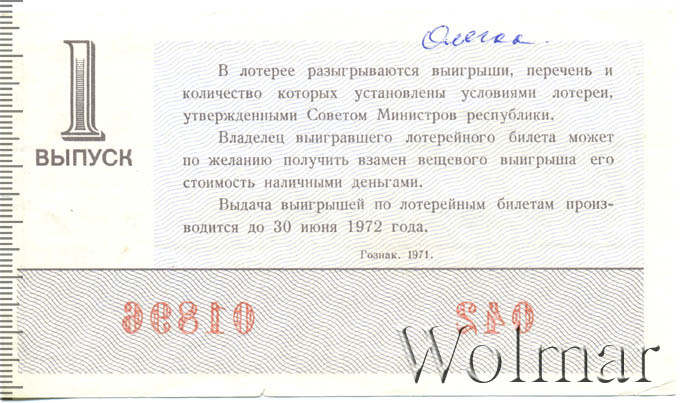 1
ВЫПУСК
В лотерее разыгрываются выигрыши, перечень и
количество которых установлены условиями лотереи,
утвержденными Советом Министров республики.
Владелец выигравшего лотерейного билета может
по желанию получить взамен вещевого выигрыша его
стоимость наличными деньгами.
Выдача выигрышей по лотерейным билетам произ-
водится до 30 июня 1972 года.
Гознак. 1971.
01896 042
Wolmar